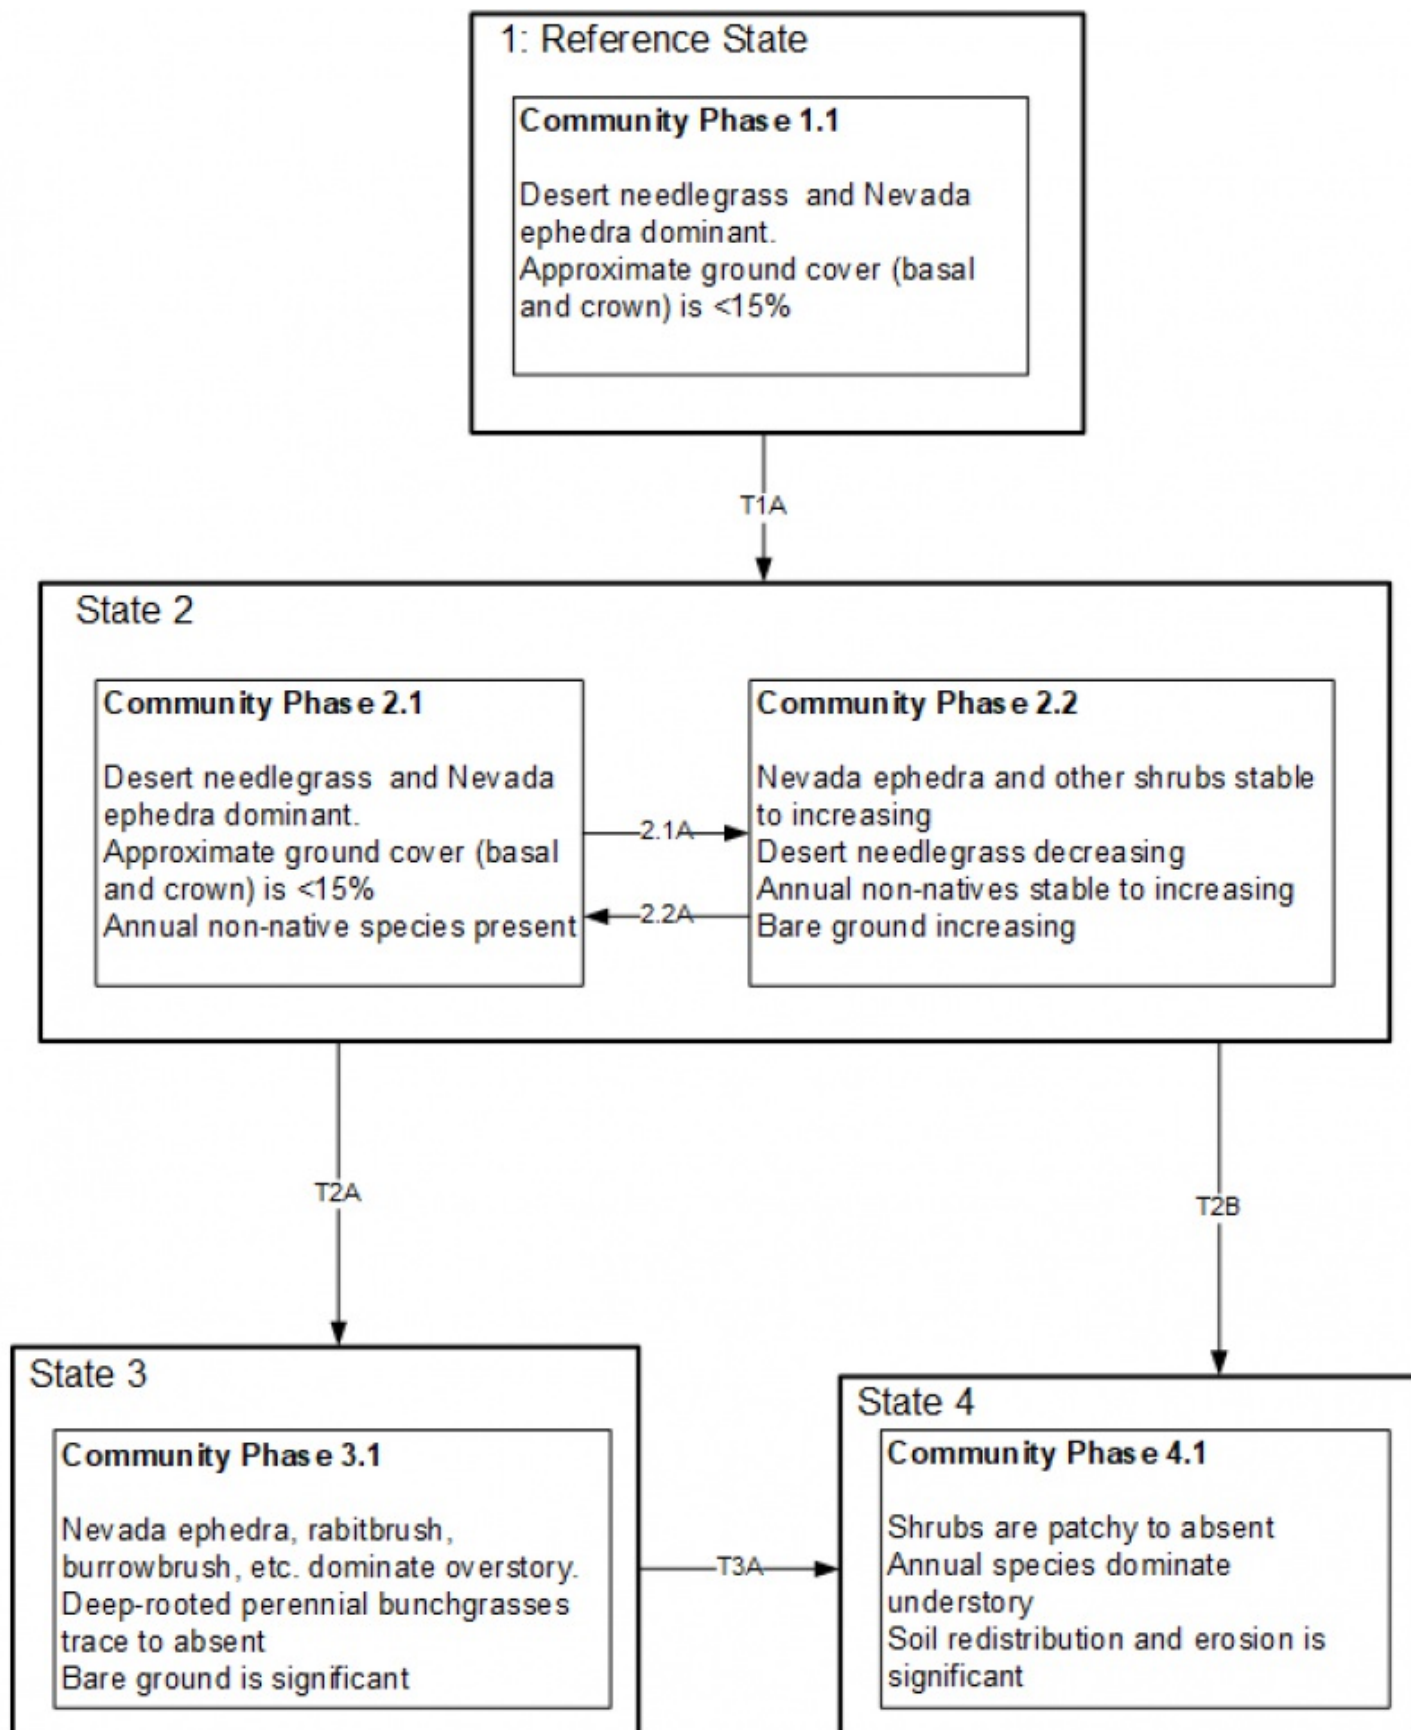 1: Reference State
Community Phase 1.1
Desert needlegrass and Nevada
ephedra dominant.
Approximate ground cover (basal
and crown) is <15%
T1A
State 2
Community Phase 2.1
Desert needlegrass and Nevada
ephedra dominant.
Approximate ground cover (basal
and crown) is <15%
Annual non-native species present
2.1A
2.2A
Community Phase 2.2
Nevada ephedra and other shrubs stable
to increasing
Desert needlegrass decreasing
Annual non-natives stable to increasing
Bare ground increasing
T2A
T2B
State 3
Community Phase 3.1
Nevada ephedra, rabitbrush,
burrowbrush, etc. dominate overstory.
Deep-rooted perennial bunchgrasses
trace to absent
Bare ground is significant
T3A
State 4
Community Phase 4.1
Shrubs are patchy to absent
Annual species dominate
understory
Soil redistribution and erosion is
significant